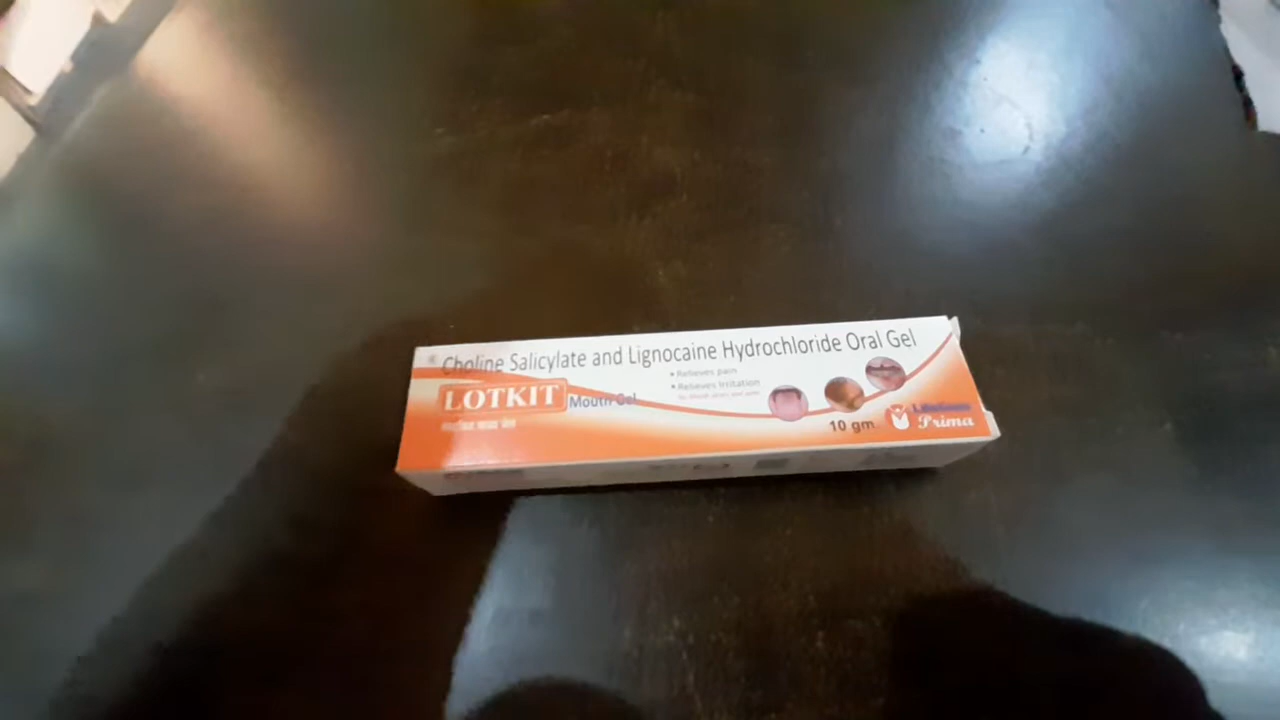 Choline Salicylate and Lignocaine Hydrochloride Oral Gel
• Relieves pain
• Relieves Irritation
LOTKIT Mouth Gel
10 gm
Prima